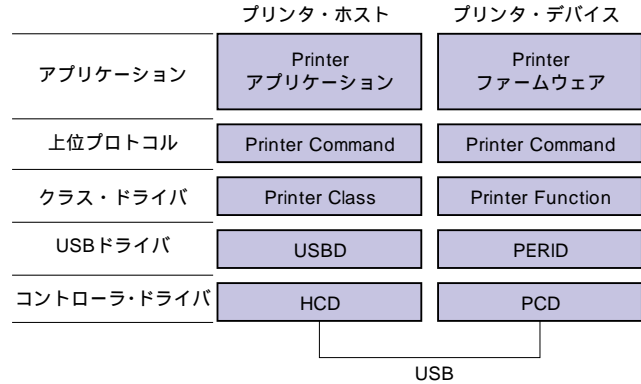 プリンタ・ホスト プリンタ・デバイス
アプリケーション
Printer
アプリケーション
Printer
ファームウェア
上位プロトコル Printer Command Printer Command
クラス・ドライバ Printer Class Printer Function
USBドライバ USBD PERID
コントローラ・ドライバ HCD PCD
USB